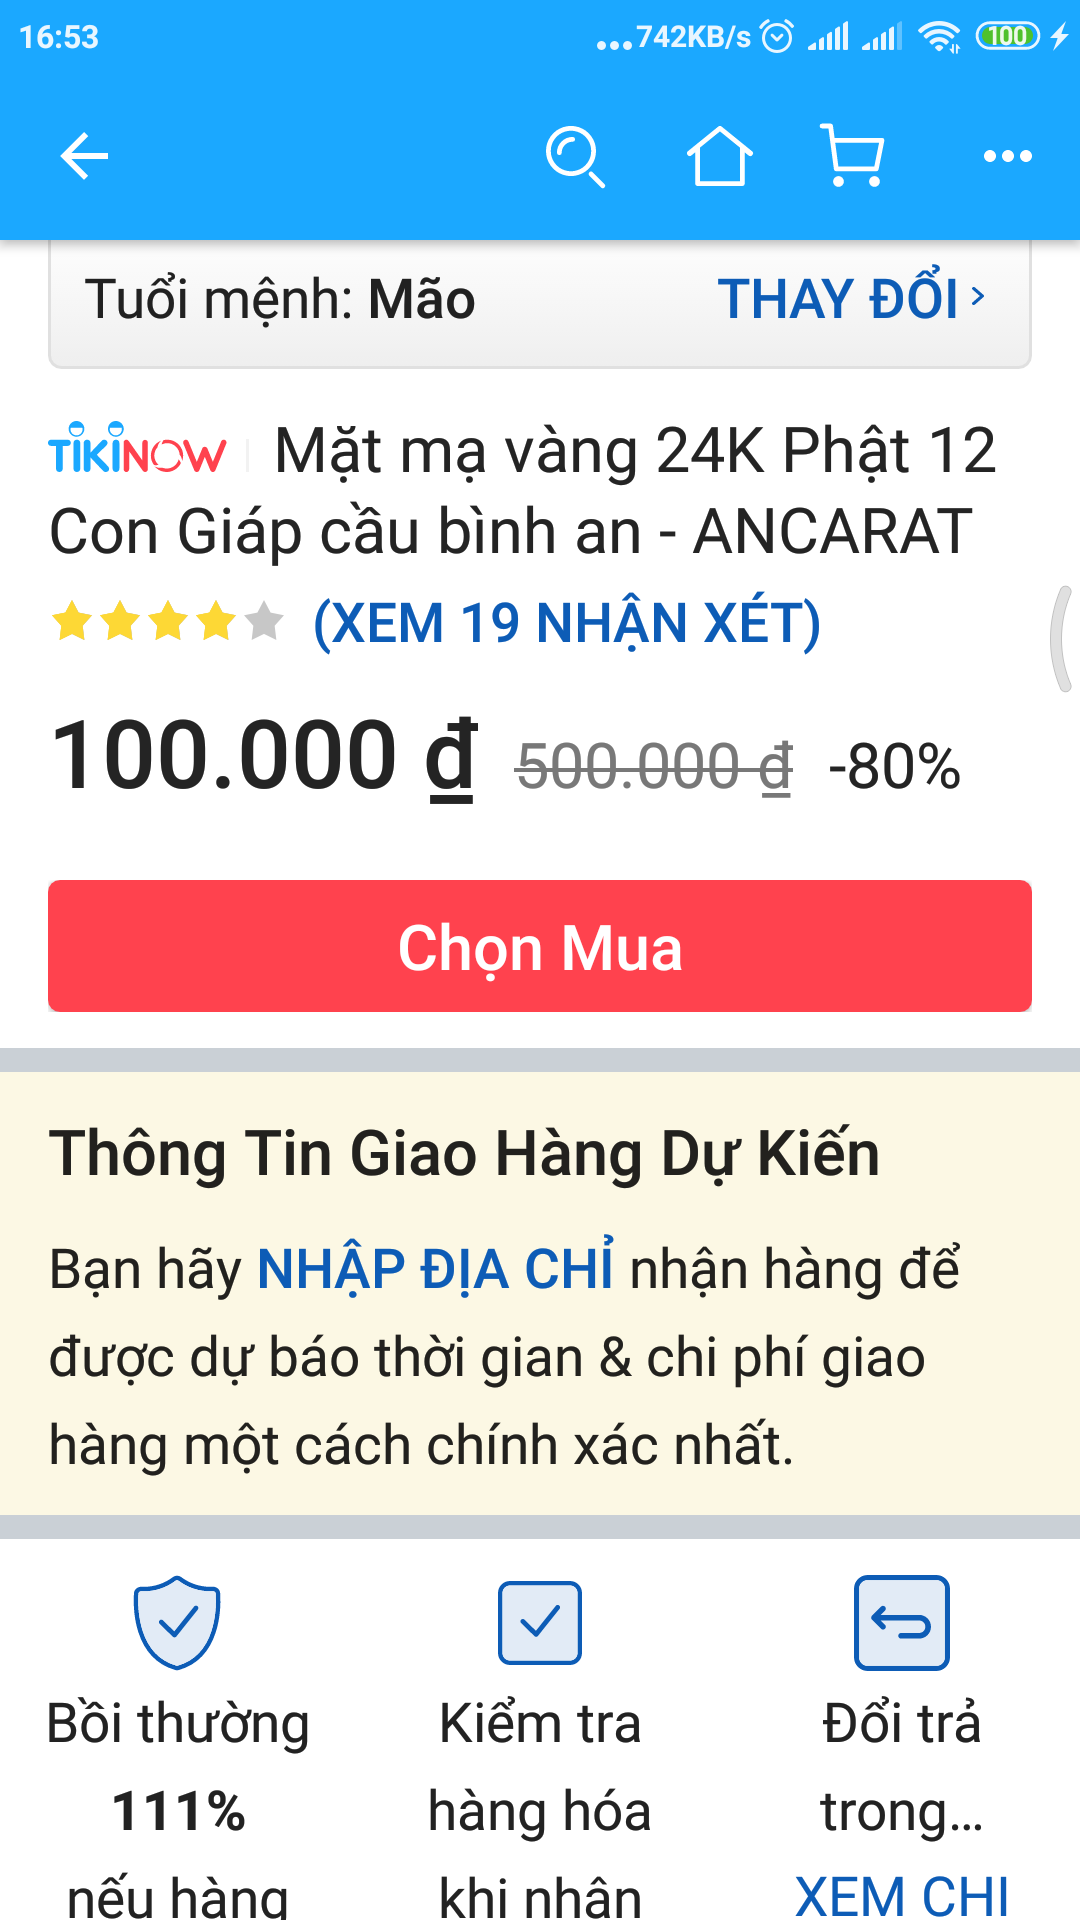 16:53
...742KB/s
100
Tuổi mệnh: Mão
THAY ĐỔI
TIKINOW Mặt mạ vàng 24K Phật 12
Con Giáp cầu bình an - ANCARAT
(XEM 19 NHẬN XÉT)
100.000 ₫ 500.000 ₫ -80%
Chọn Mua
Thông Tin Giao Hàng Dự Kiến
Bạn hãy NHẬP ĐỊA CHỈ nhận hàng để
được dự báo thời gian & chi phí giao
hàng một cách chính xác nhất.
Bồi thường
111%
nếu hàng
Kiểm tra
hàng hóa
khi nhận
Đổi trả
trong...
XEM CHI